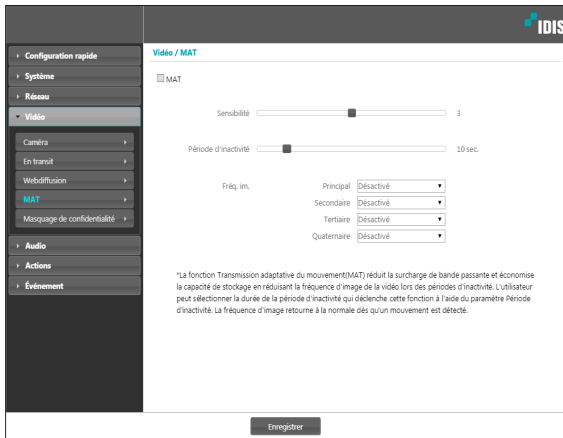 IDIS
Configuration rapide
Système
Réseau
Vidéo
Caméra
En transit
Webdiffusion
MAT
Masquage de confidentialité
Audio
Actions
Événement
Vidéo / MAT
MAT
Sensibilité 3
Période d'inactivité 10 sec.
Fréq. im. Principal Désactivé
Secondaire Désactivé
Tertiaire Désactivé
Quaternaire Désactivé
*La fonction Transmission adaptative du mouvement(MAT) réduit la surcharge de bande passante et économise
la capacité de stockage en réduisant la fréquence d'image de la vidéo lors des périodes d'inactivité. L'utilisateur
peut sélectionner la durée de la période d'inactivité qui déclenche cette fonction à l'aide du paramètre Période
d'inactivité. La fréquence d'image retourne à la normale dès qu'un mouvement est détecté.
Enregistrer